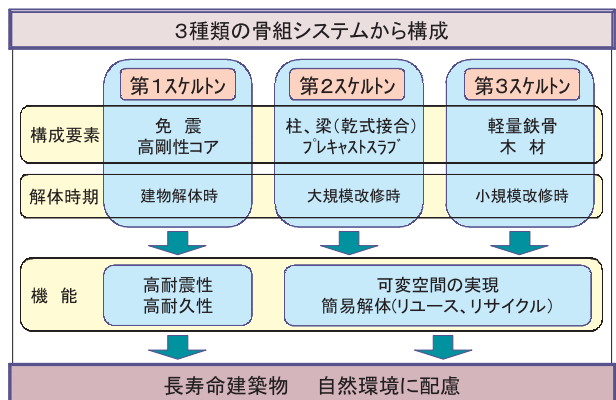 3種類の骨組システムから構成
第1スケルトン 第2スケルトン 第3スケルトン
構成要素 免 震 柱、梁(乾式接合) 軽量鉄骨
高剛性コア プレキャストスラブ 木 材
解体時期 建物解体時 大規模改修時 小規模改修時
機 能 高耐震性 可変空間の実現
高耐久性 簡易解体(リユース、リサイクル)
長寿命建築物 自然環境に配慮